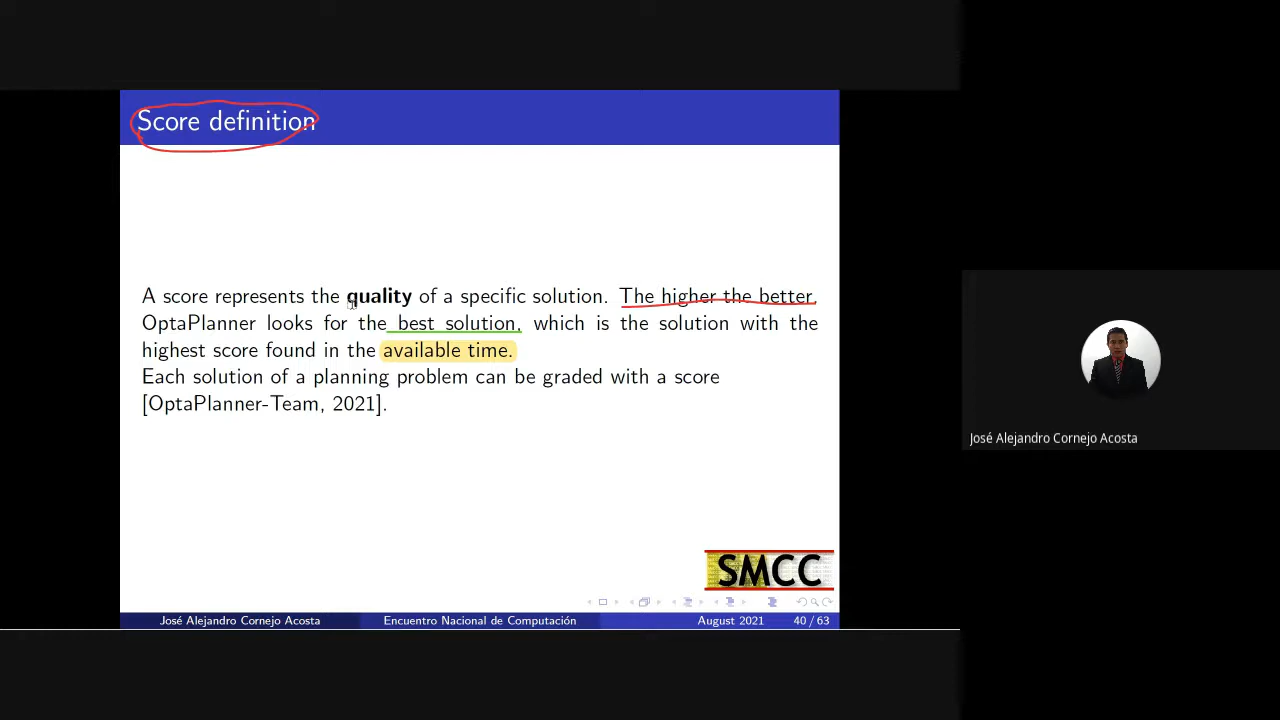 Score definition
A score represents the quality of a specific solution. The higher the better.
OptaPlanner looks for the best solution, which is the solution with the
highest score found in the available time.
Each solution of a planning problem can be graded with a score
[OptaPlanner-Team, 2021].
José Alejandro Cornejo Acosta
SMCC
José Alejandro Cornejo Acosta Encuentro Nacional de Computación August 2021 40 / 63